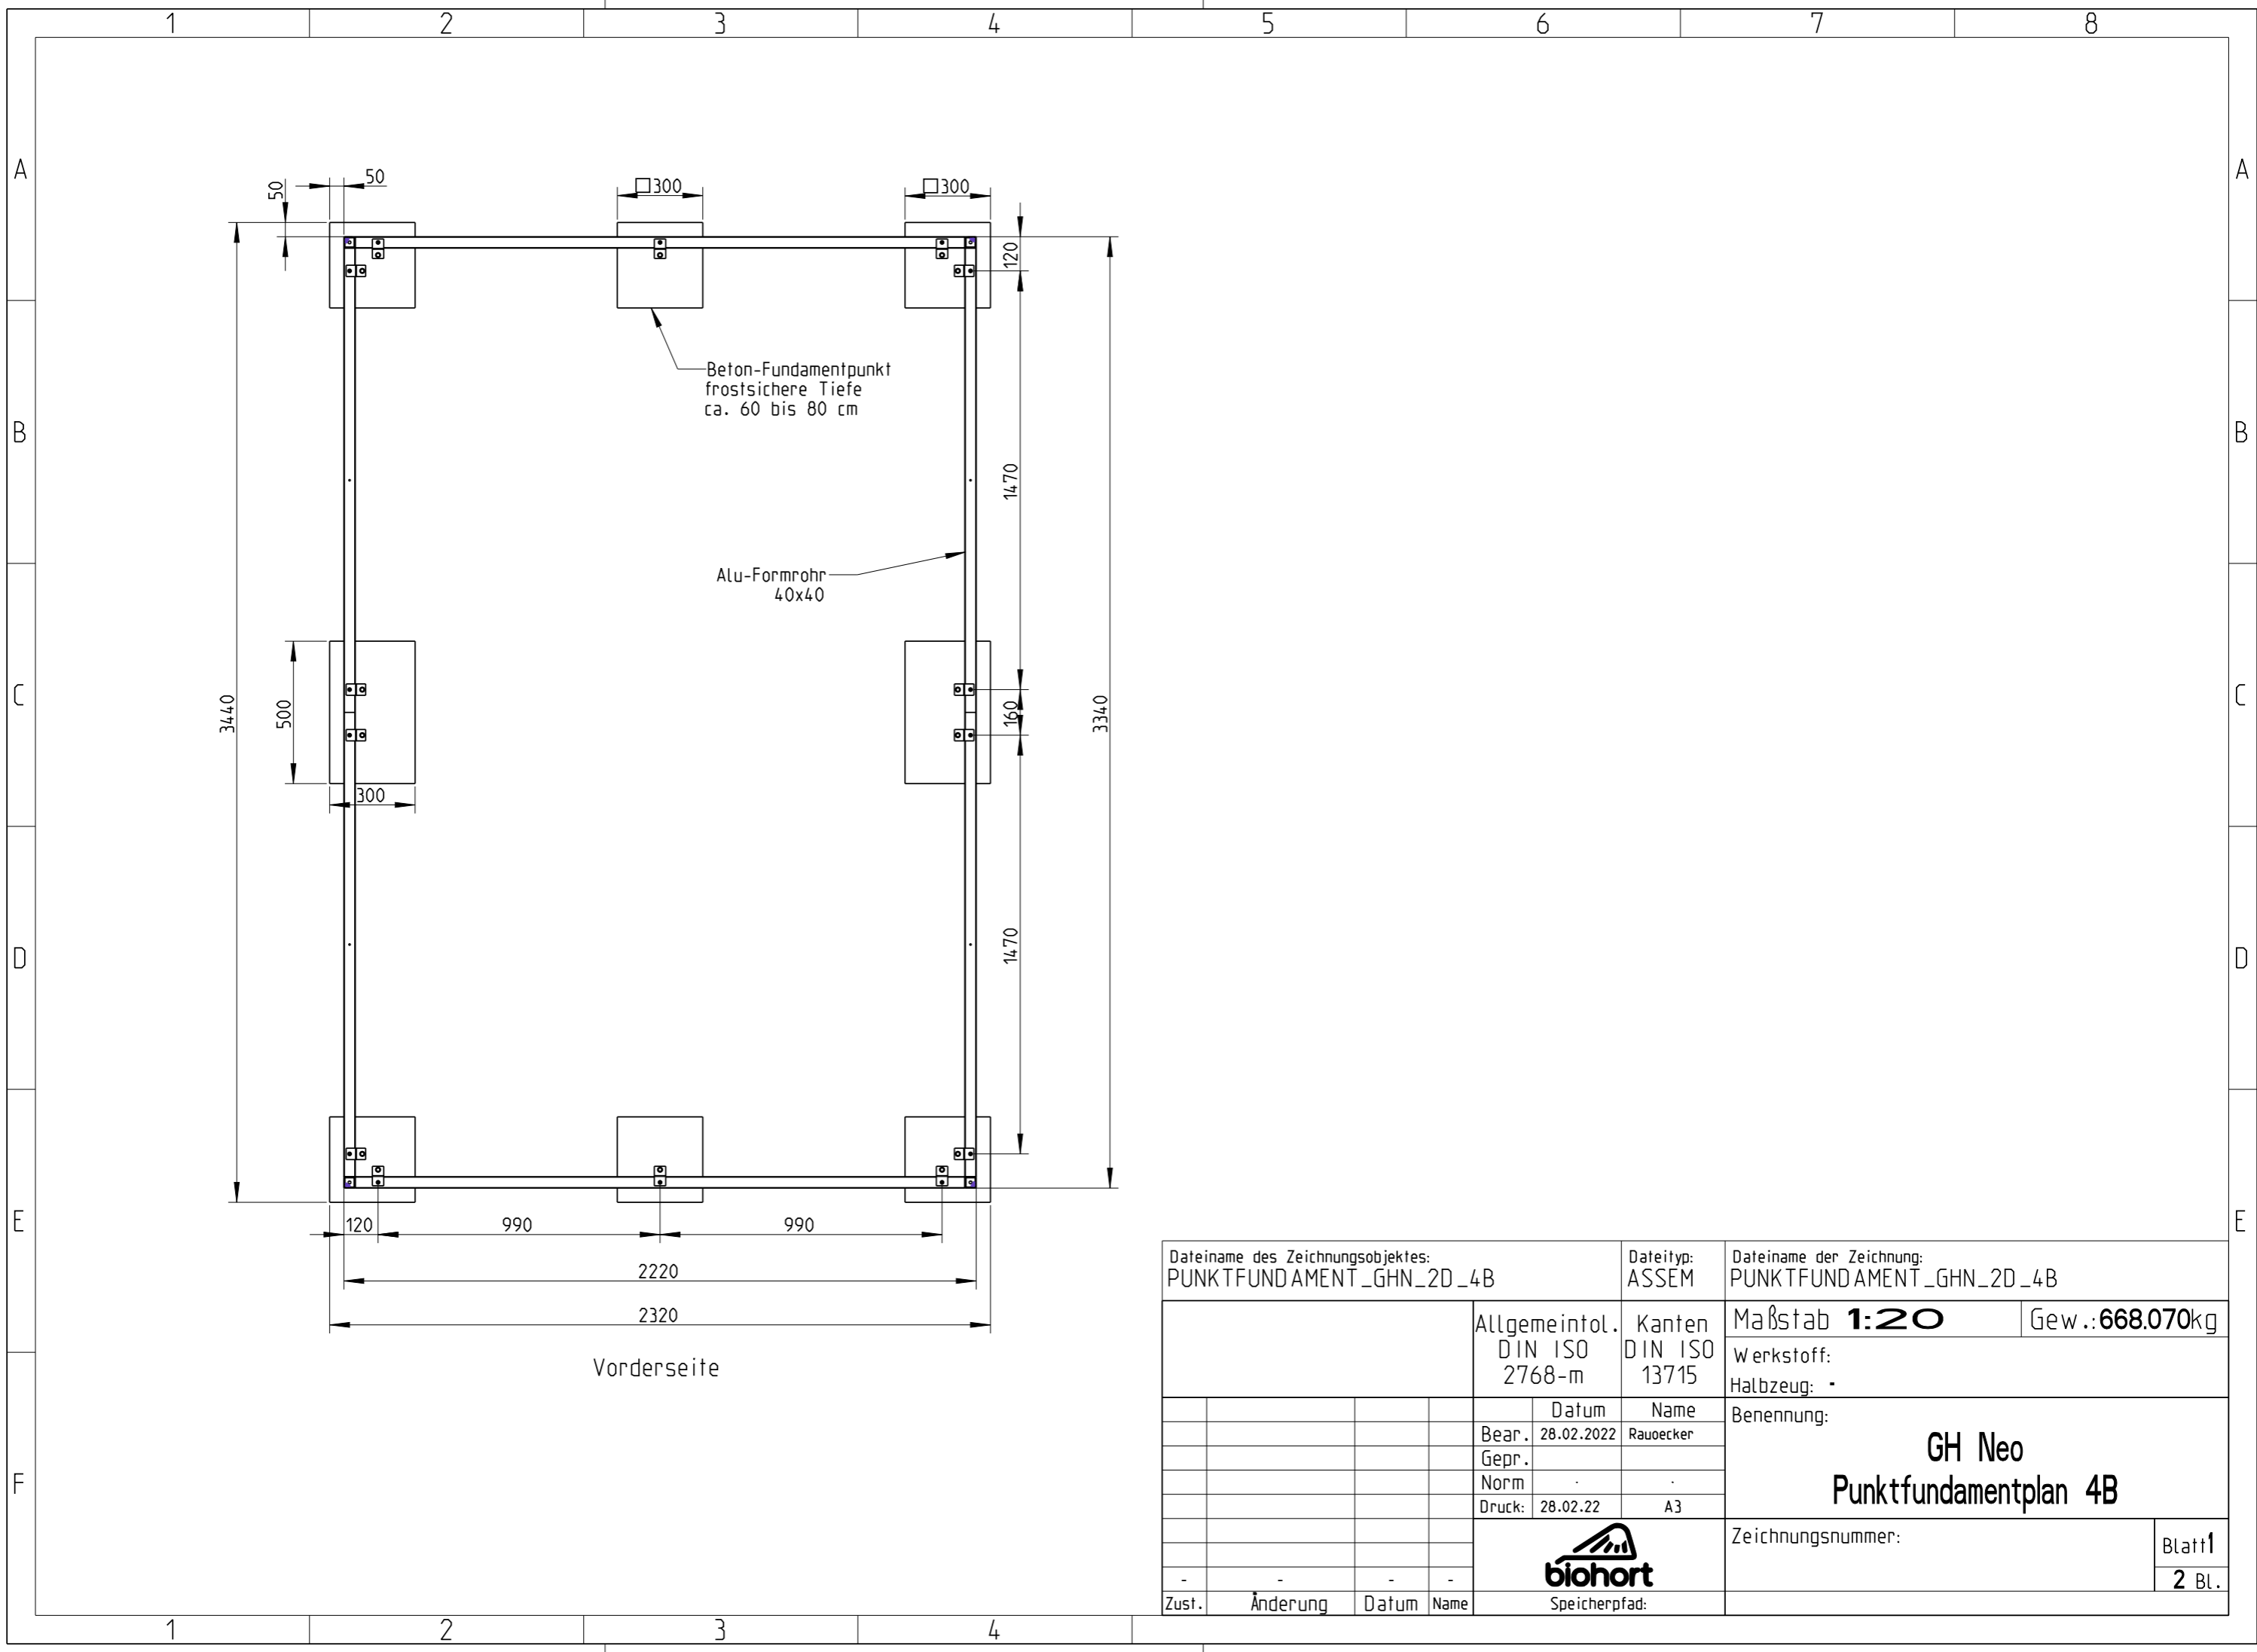 1 2 3 4 5 6 7 8
A A
50
50
□300
□300
120
B B
Beton-Fundamentpunkt
frostsichere Tiefe
ca. 60 bis 80 cm
1470
Alu-Formrohr
40x40
C C
3440
500
160
3340
300
D D
1470
E E
120 990 990
2220
2320
Vorderseite
F
Dateiname des Zeichnungsobjektes:
PUNKTFUNDAMENT_GHN_2D_4B
Dateityp:
ASSEM
Dateiname der Zeichnung:
PUNKTFUNDAMENT_GHN_2D_4B
Allgemeintol.
DIN ISO
2768-m
Kanten
DIN ISO
13715
Maßstab 1:20
Gew.:668.070kg
Werkstoff:
Halbzeug: -
Datum Name
Bear. 28.02.2022 Rauoecker
Gepr.
Norm - -
Druck: 28.02.22 A3
Benennung:
GH Neo
Punktfundamentplan 4B
biohort
Zeichnungsnummer:
Blatt1
2 Bl.
- - - -
Zust. Änderung Datum Name
Speicherpfad:
1 2 3 4